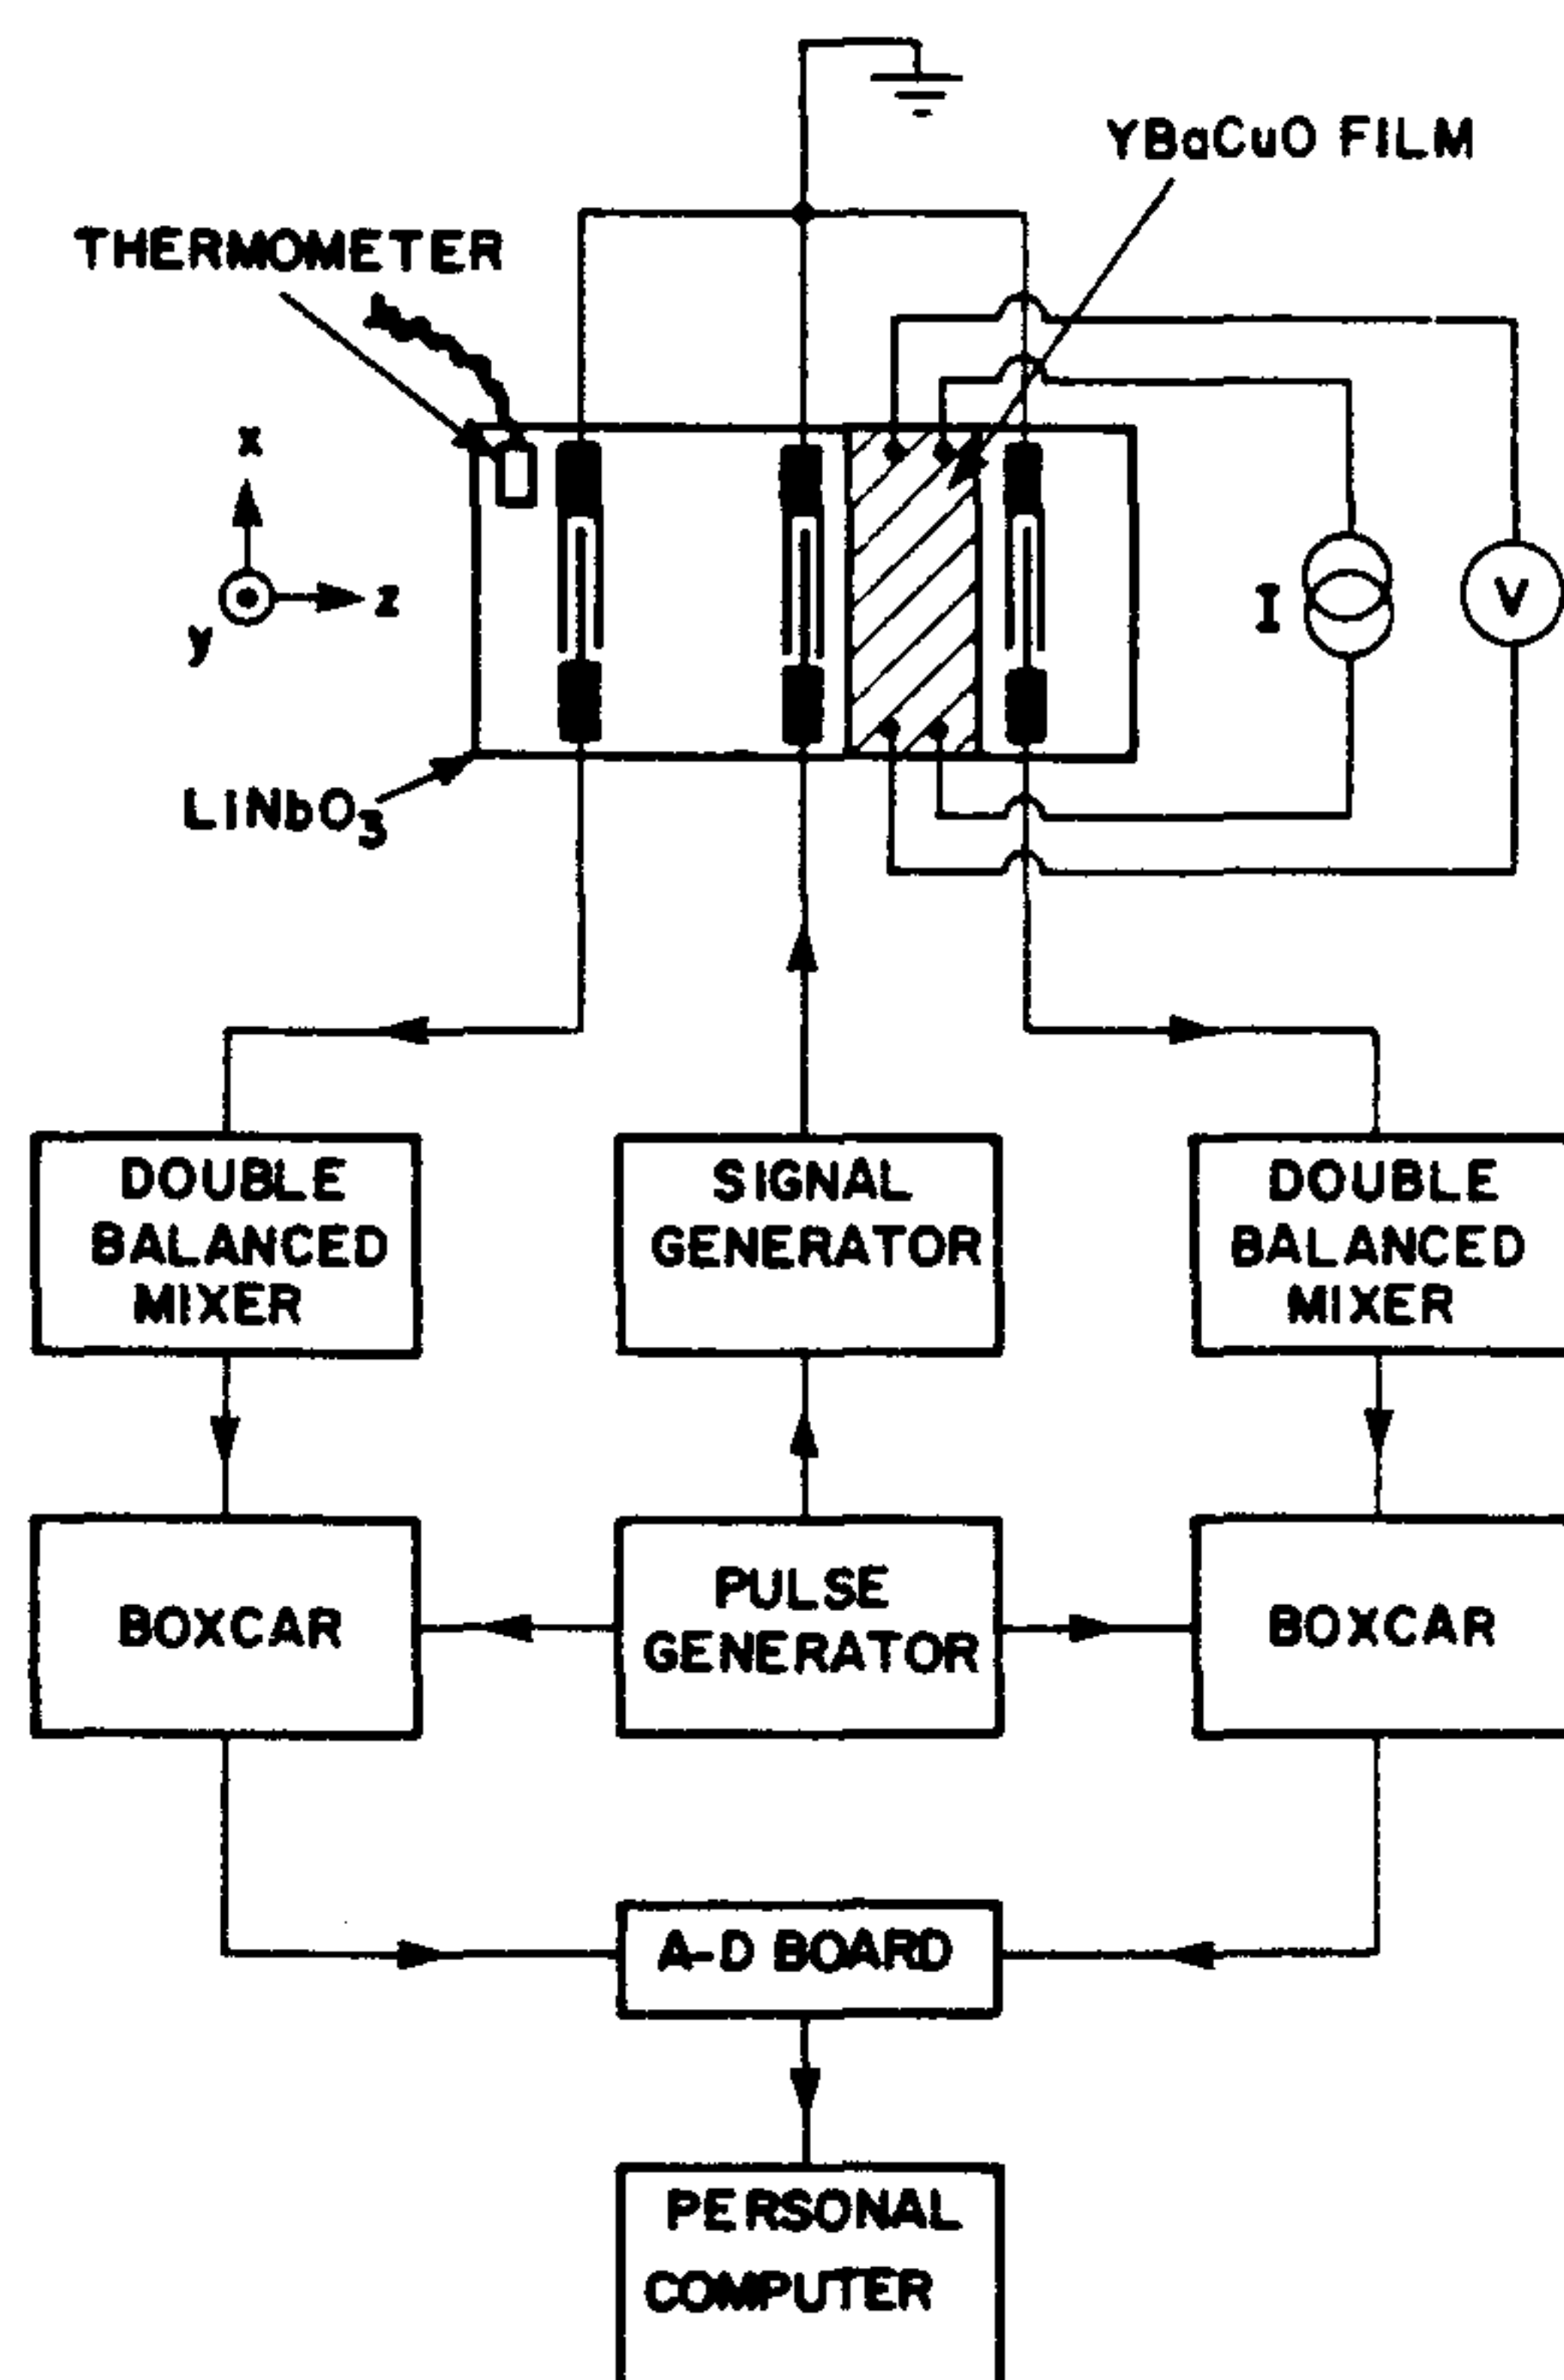 YBaCuO FILM
THERMOMETER
x
z
y
I
V
LiNbO3
DOUBLE
BALANCED
MIXER
SIGNAL
GENERATOR
DOUBLE
BALANCED
MIXER
BOXCAR
PULSE
GENERATOR
BOXCAR
A-D BOARD
PERSONAL
COMPUTER